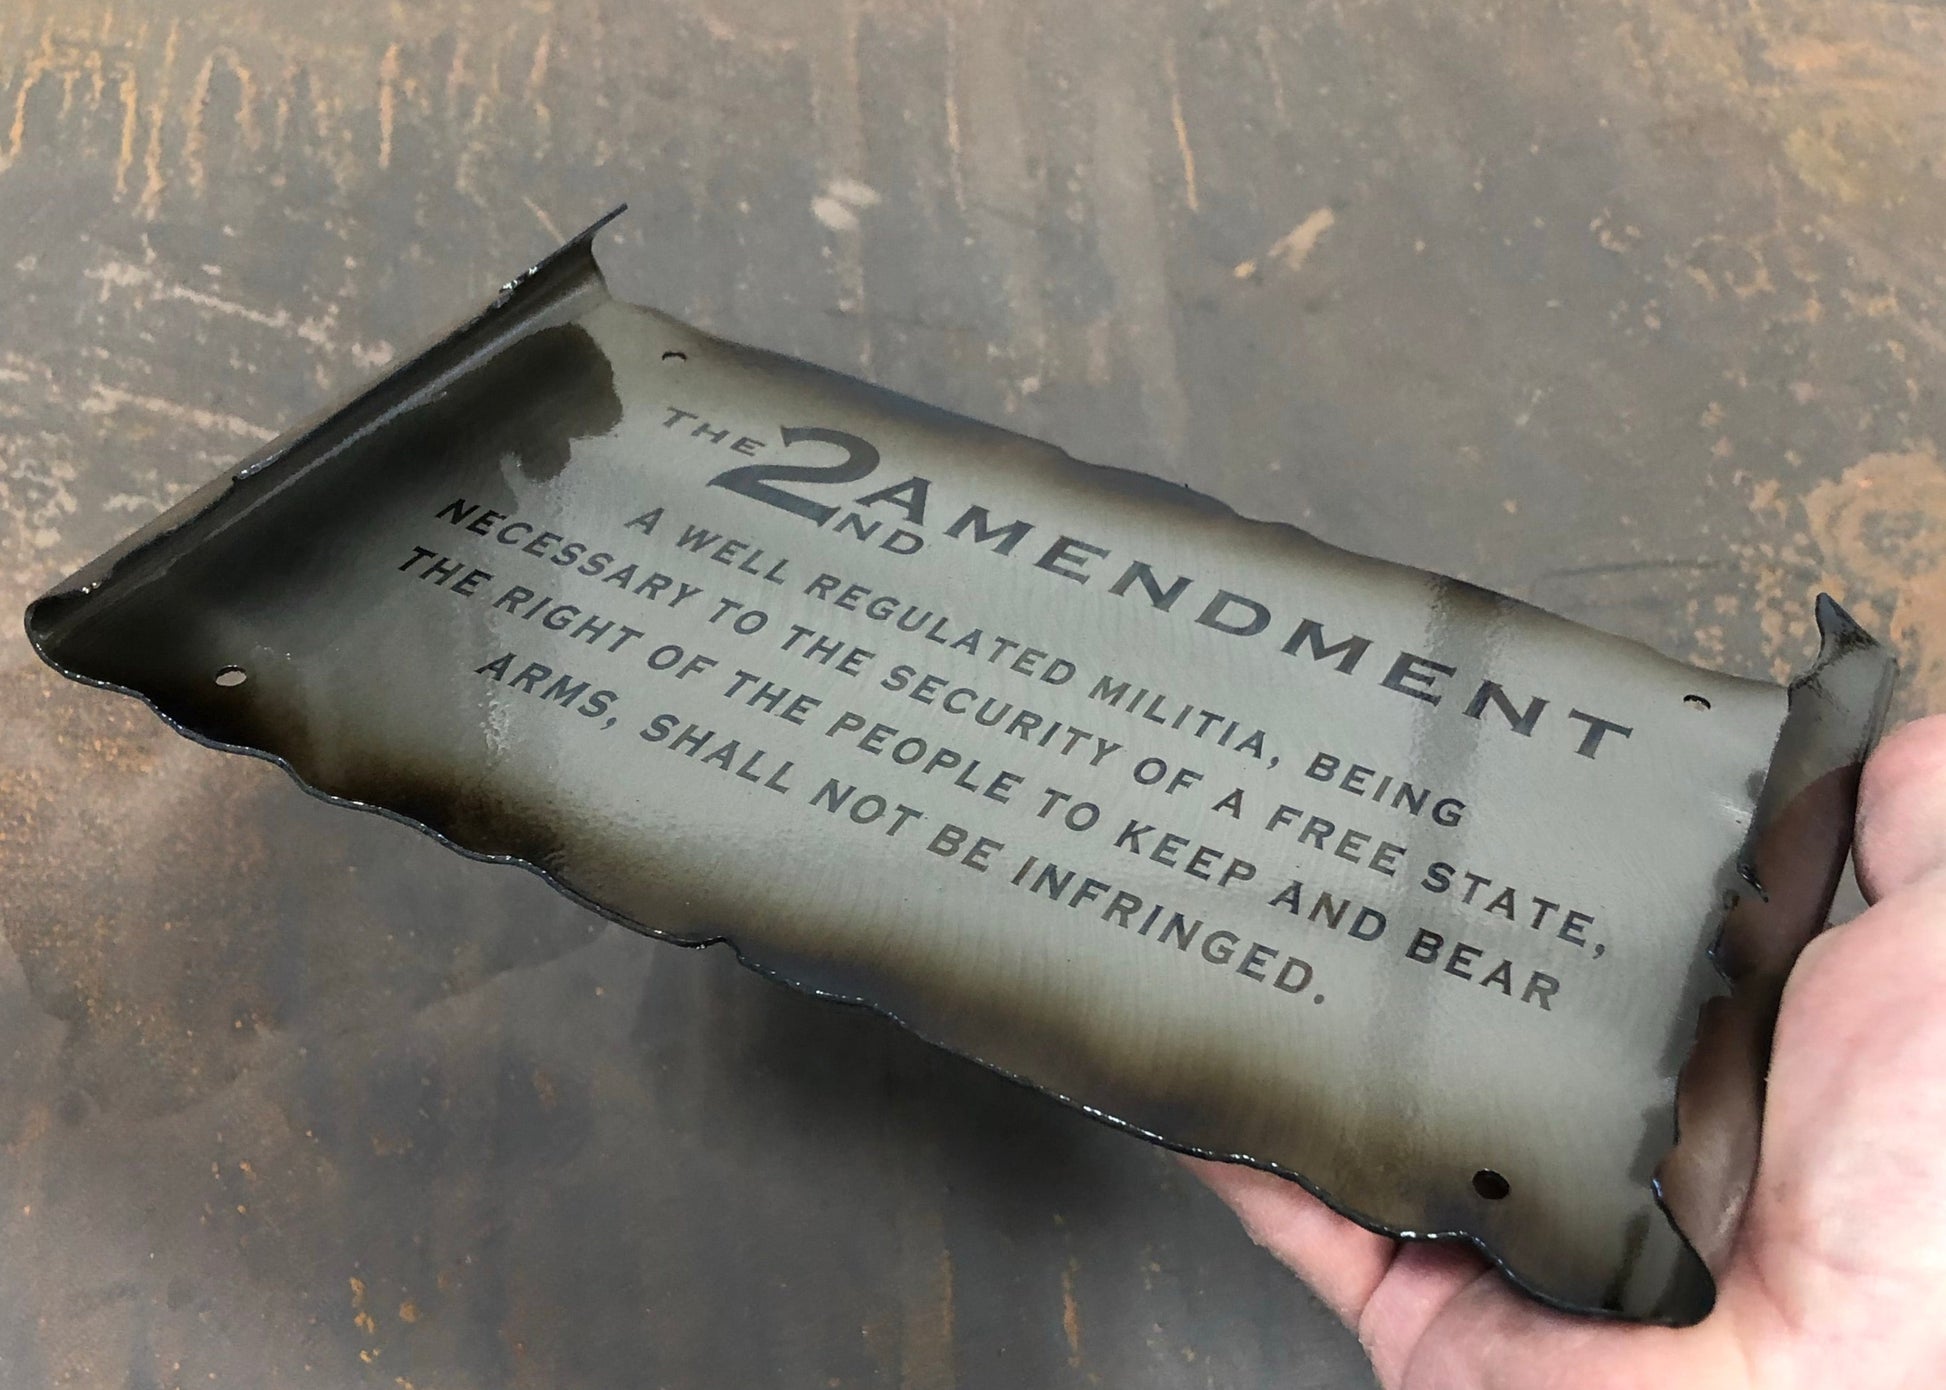 THE 2ND AMENDMENT
A WELL REGULATED MILITIA, BEING
NECESSARY TO THE SECURITY OF A FREE STATE,
THE RIGHT OF THE PEOPLE TO KEEP AND BEAR
ARMS, SHALL NOT BE INFRINGED.